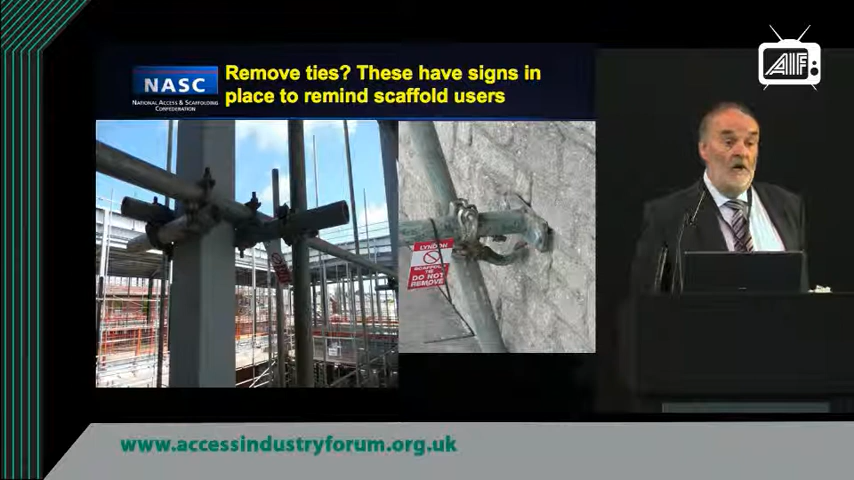 AIF
NASC
NATIONAL ACCESS & SCAFFOLDING
CONFEDERATION
Remove ties? These have signs in
place to remind scaffold users
LYNDON
SCAFFOLD
DO NOT
REMOVE
www.accessindustryforum.org.uk